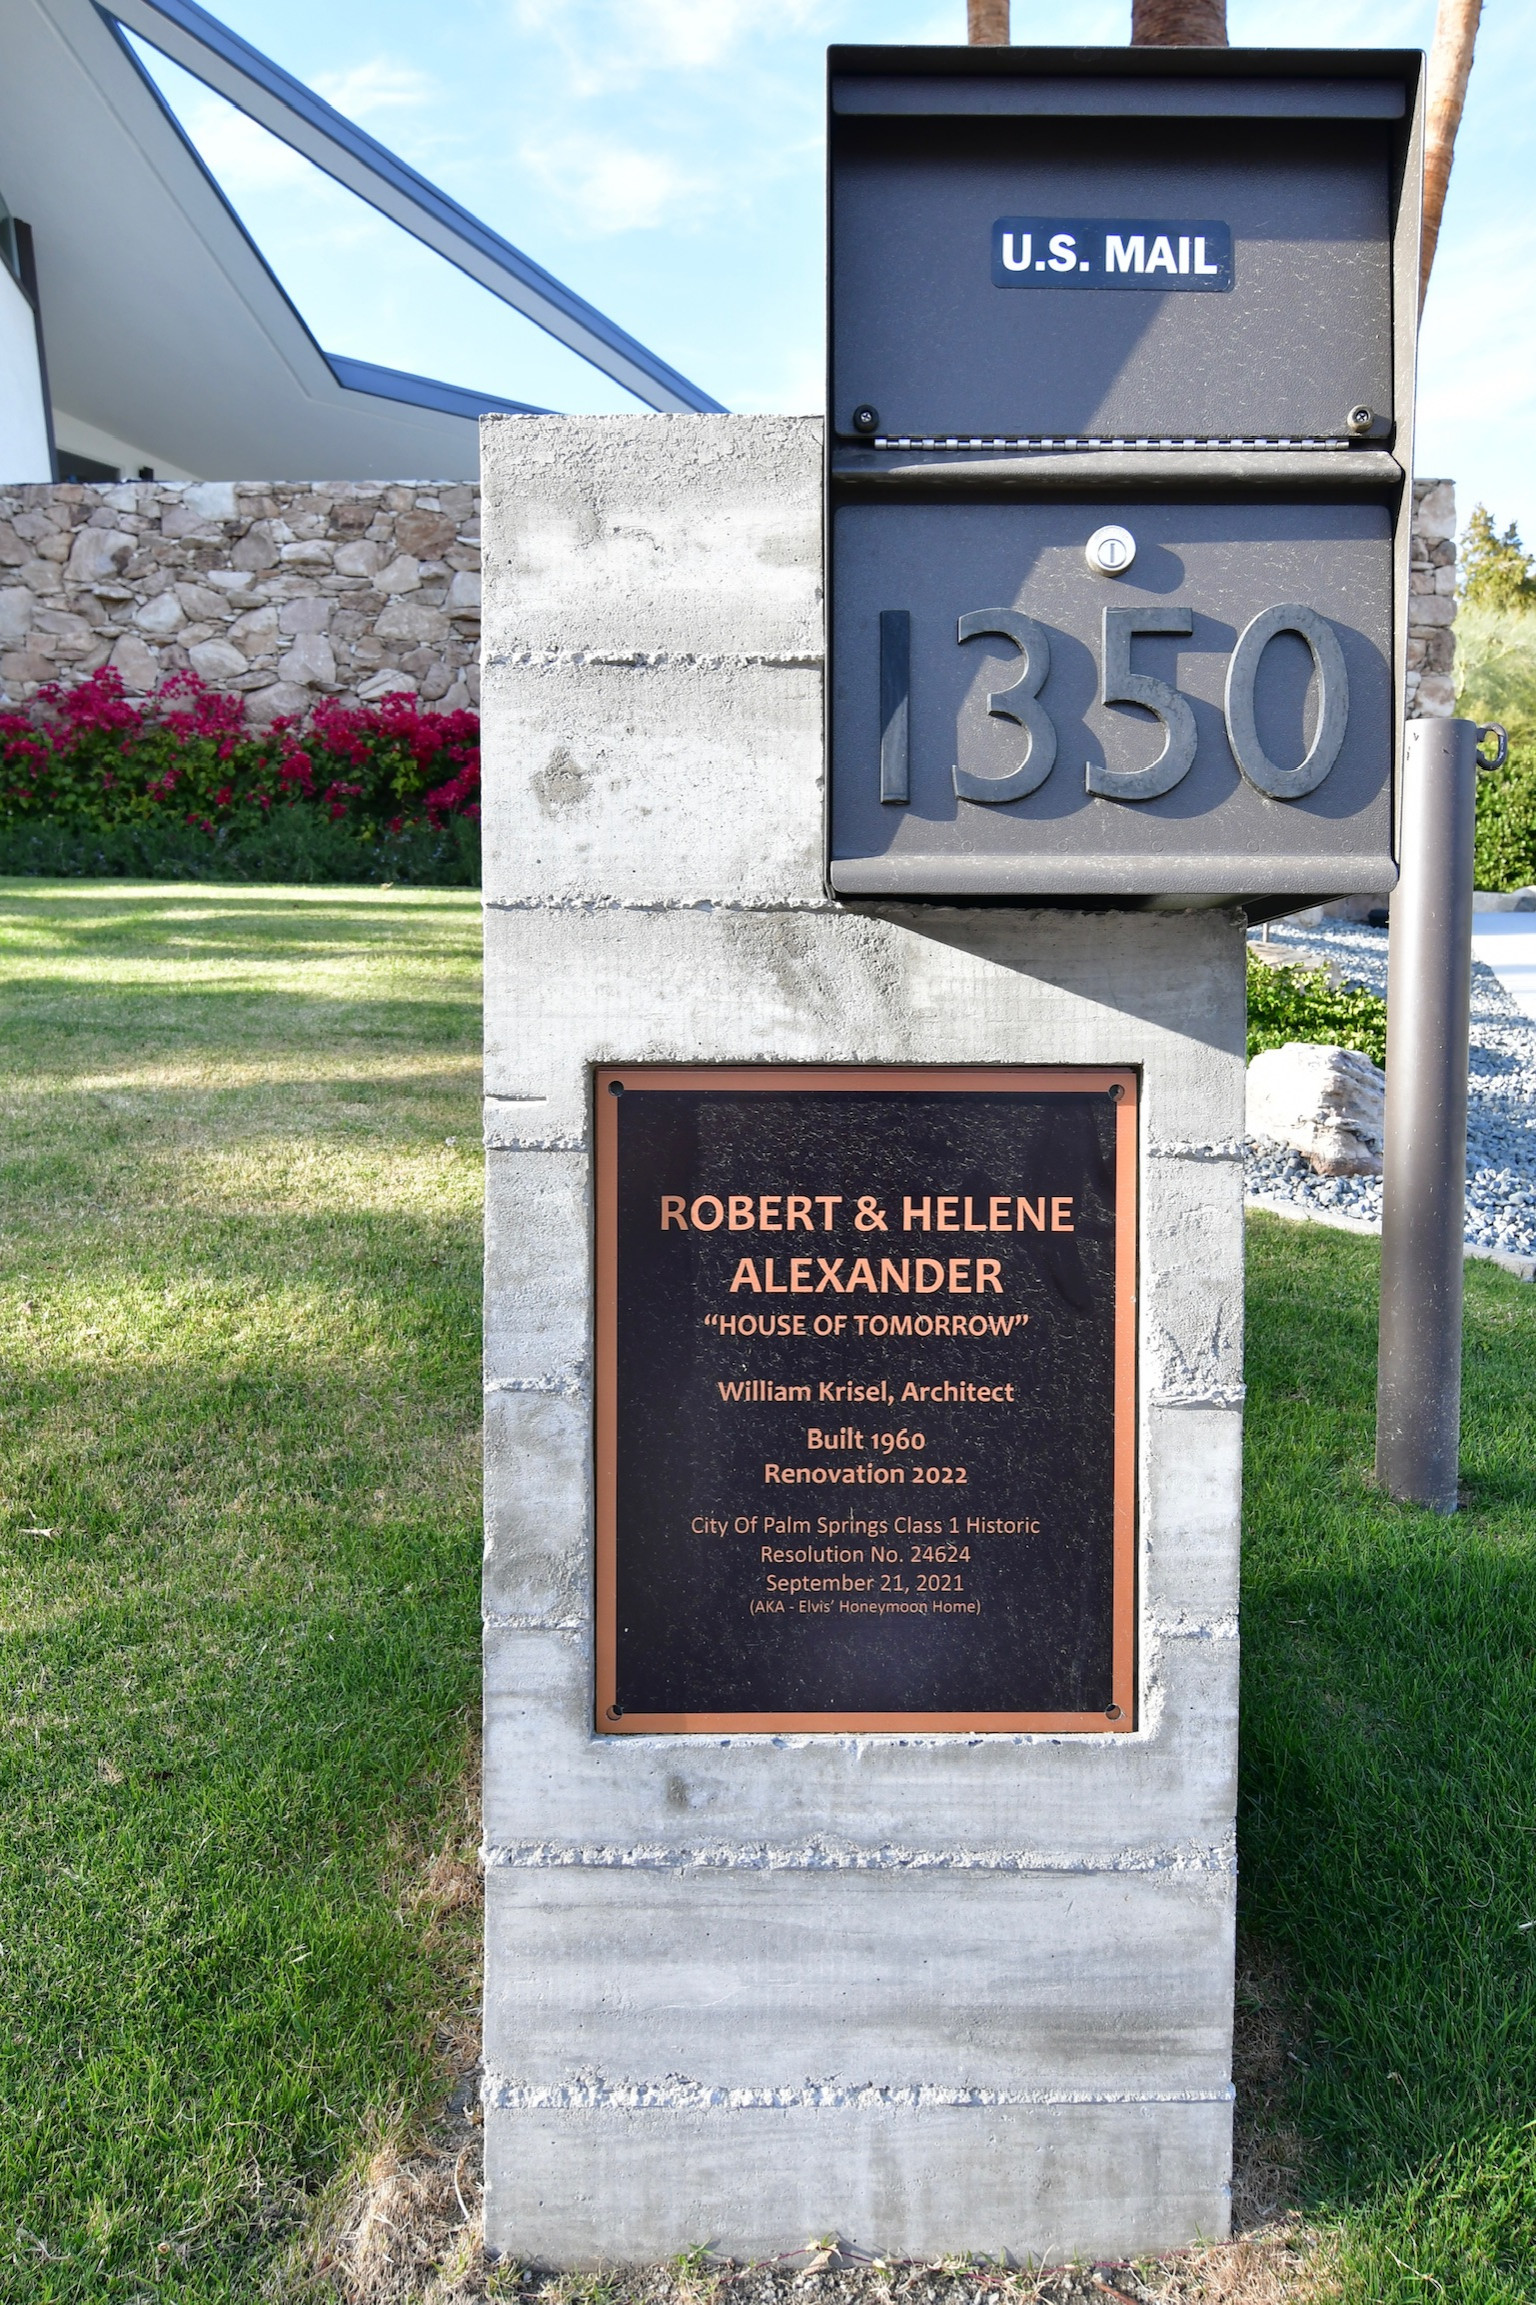 U.S. MAIL
1350
ROBERT & HELENE
ALEXANDER
“HOUSE OF TOMORROW”
William Krisel, Architect
Built 1960
Renovation 2022
City Of Palm Springs Class 1 Historic
Resolution No. 24624
September 21, 2021
(AKA - Elvis’ Honeymoon Home)